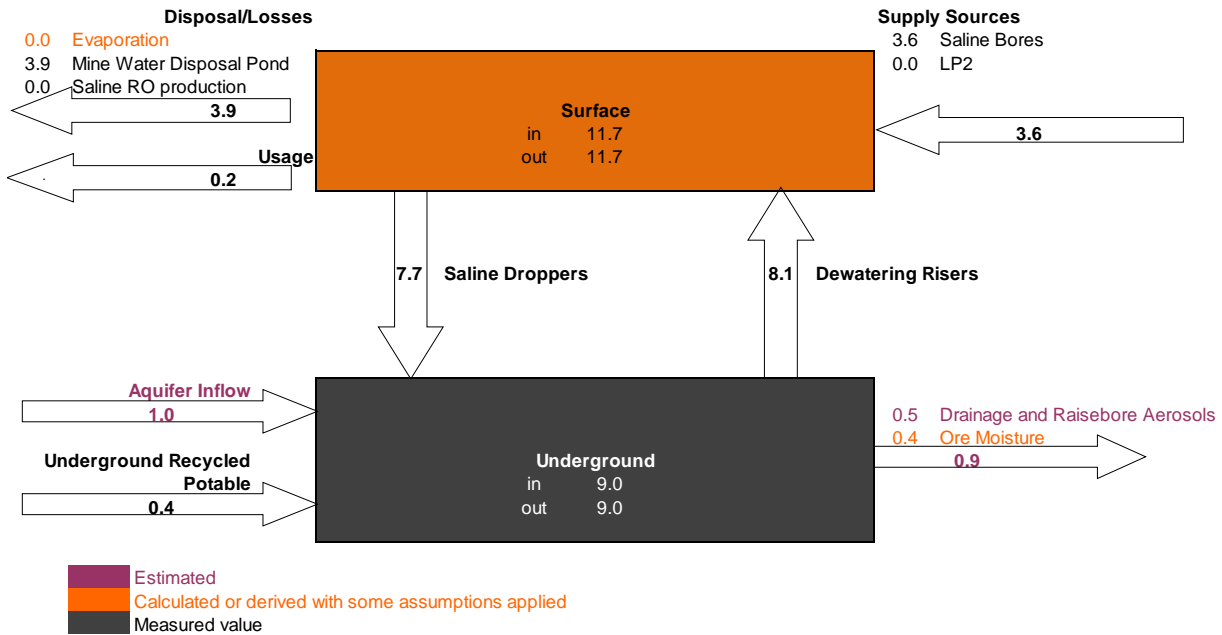 Disposal/Losses
0.0 Evaporation
3.9 Mine Water Disposal Pond
0.0 Saline RO production
3.9
Usage
0.2
Supply Sources
3.6 Saline Bores
0.0 LP2
3.6
Surface
in 11.7
out 11.7
7.7 Saline Droppers
8.1 Dewatering Risers
Aquifer Inflow
1.0
Underground Recycled
Potable
0.4
Underground
in 9.0
out 9.0
0.5 Drainage and Raisebore Aerosols
0.4 Ore Moisture
0.9
Estimated
Calculated or derived with some assumptions applied
Measured value